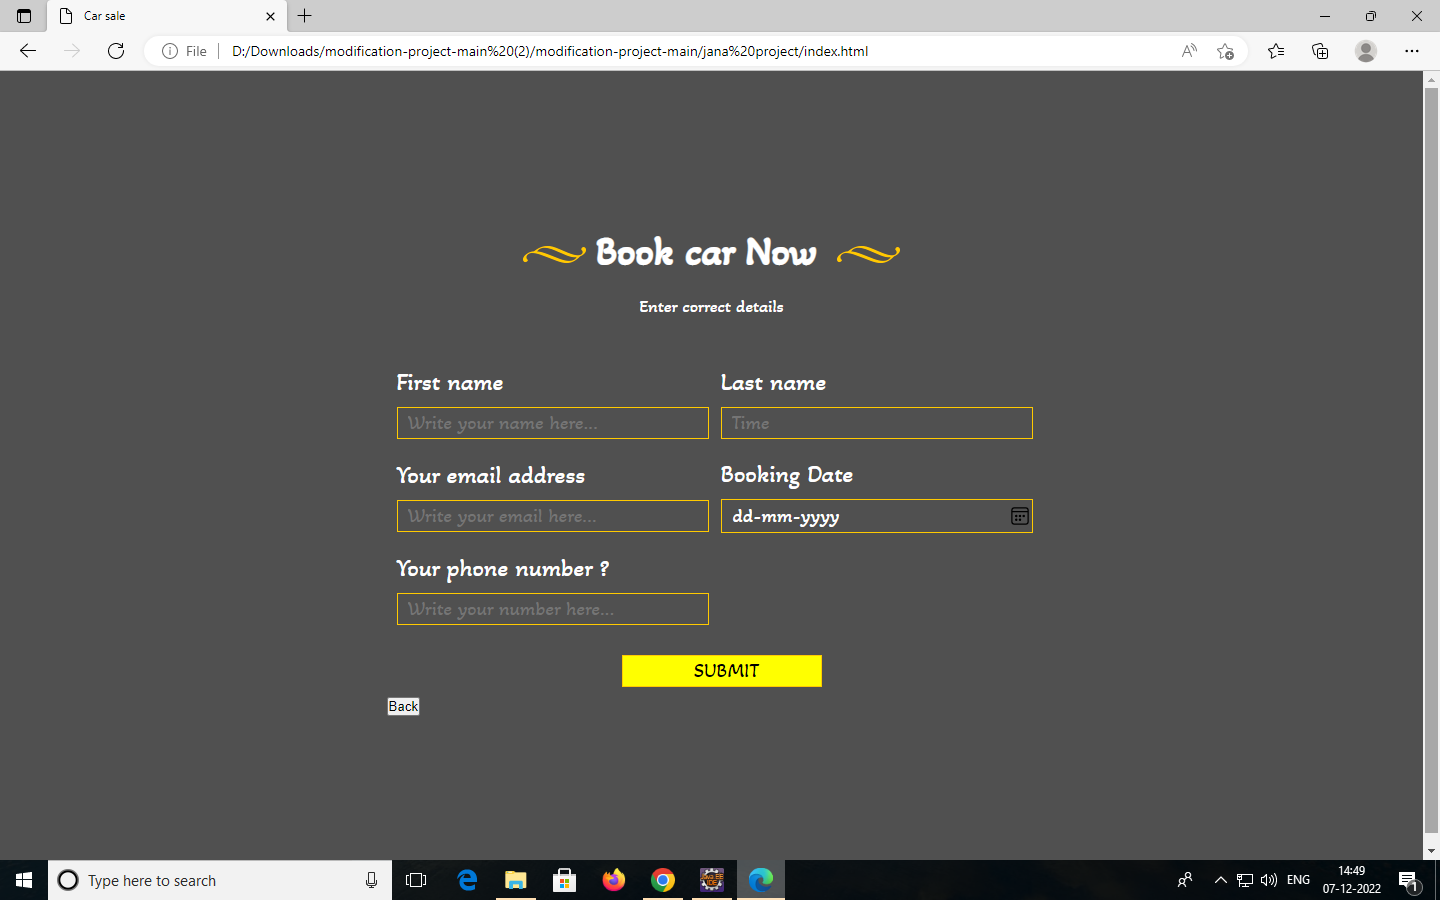 Car sale
File
D:/Downloads/modification-project-main%20(2)/modification-project-main/jana%20project/index.html
Book car Now
Enter correct details
First name
Last name
Write your name here...
Time
Your email address
Booking Date
Write your email here...
dd-mm-yyyy
Your phone number ?
Write your number here...
SUBMIT
Back
Type here to search
ENG
14:49
07-12-2022
1